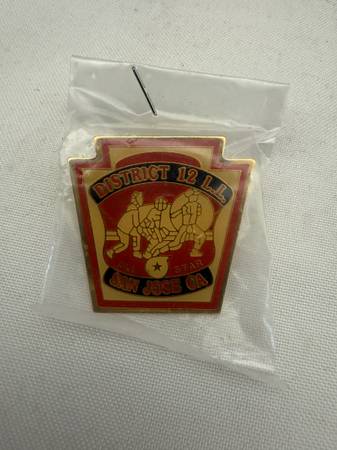 DISTRICT 12 L.L.
ALL STAR
SAN JOSE CA